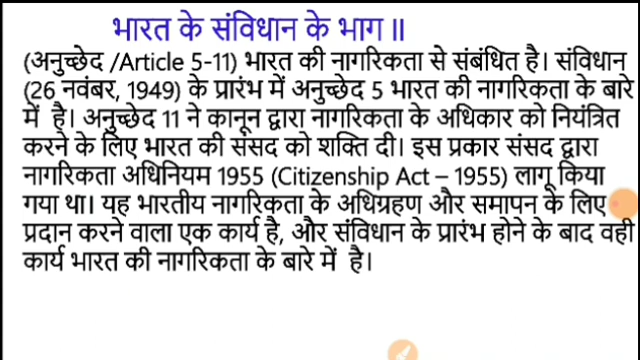 भारत के संविधान के भाग II
(अनुच्छेद /Article 5-11) भारत की नागरिकता से संबंधित है। संविधान
(26 नवंबर, 1949) के प्रारंभ में अनुच्छेद 5 भारत की नागरिकता के बारे
में है। अनुच्छेद 11 ने कानून द्वारा नागरिकता के अधिकार को नियंत्रित
करने के लिए भारत की संसद को शक्ति दी। इस प्रकार संसद द्वारा
नागरिकता अधिनियम 1955 (Citizenship Act – 1955) लागू किया
गया था। यह भारतीय नागरिकता के अधिग्रहण और समापन के लिए
प्रदान करने वाला एक कार्य है, और संविधान के प्रारंभ होने के बाद वही
कार्य भारत की नागरिकता के बारे में है।